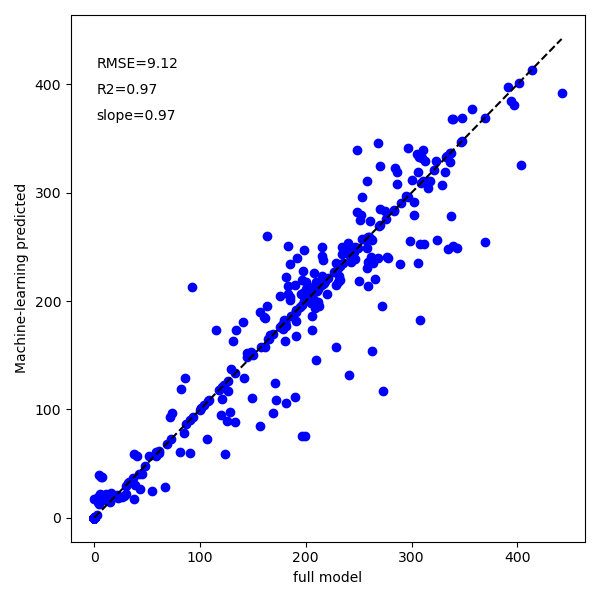 RMSE=9.12
R2=0.97
slope=0.97
400
300
200
100
0
Machine-learning predicted
0 100 200 300 400
full model